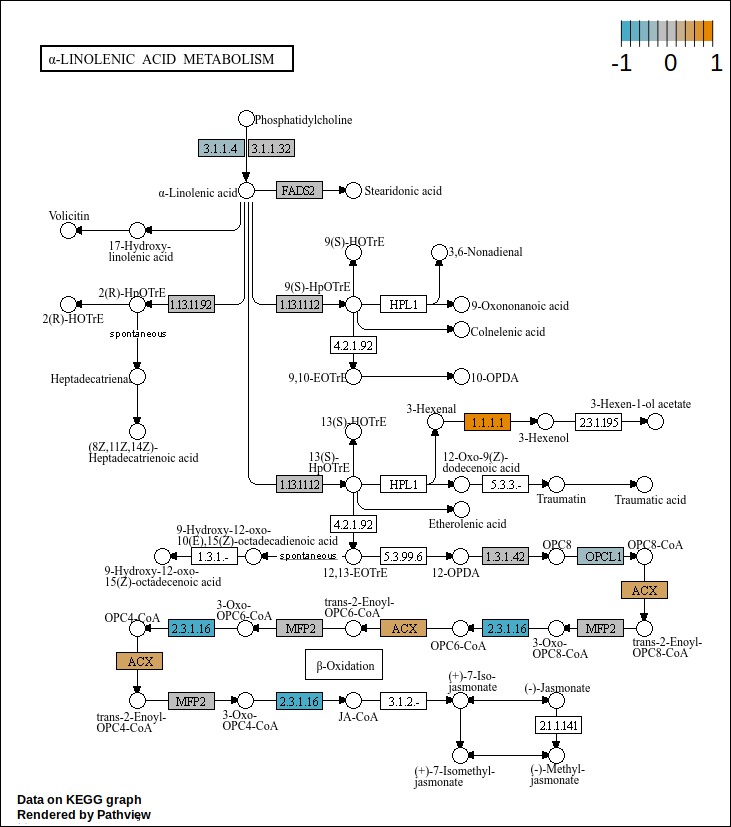 -1 0 1
α-LINOLENIC ACID METABOLISM
Phosphatidylcholine
3.1.1.4
3.1.1.32
α-Linolenic acid
FADS2
Stearidonic acid
Volicitin
17-Hydroxy-
linolenic acid
9(S)-HOTrE
3,6-Nonadienal
2(R)-HpOTrE
1.13.11.92
9(S)-HpOTrE
1.13.11.12
HPL1
9-Oxononanoic acid
2(R)-HOTrE
spontaneous
Colnelenic acid
4.2.1.92
Heptadecatrienal
9,10-EOTrE
10-OPDA
3-Hexenal
3-Hexen-1-ol acetate
1.1.1.1
2.3.1.195
3-Hexenol
13(S)-HOTrE
(8Z,11Z,14Z)-
Heptadecatrienoic acid
13(S)-
HpOTrE
12-Oxo-9(Z)-
dodecenoic acid
1.13.11.12
HPL1
5.3.3.-
Traumatin
Traumatic acid
4.2.1.92
Etherolenic acid
9-Hydroxy-12-oxo-
10(E),15(Z)-octadecadienoic acid
OPC8
OPC8-CoA
1.3.1.-
spontaneous
5.3.99.6
1.3.1.42
OPCL1
9-Hydroxy-12-oxo-
15(Z)-octadecenoic acid
12,13-EOTrE
12-OPDA
ACX
OPC4-CoA
3-Oxo-
OPC6-CoA
trans-2-Enoyl-
OPC6-CoA
2.3.1.16
MFP2
ACX
2.3.1.16
MFP2
OPC6-CoA
3-Oxo-
OPC8-CoA
trans-2-Enoyl-
OPC8-CoA
ACX
β-Oxidation
(+)-7-Iso-
jasmonate
(-)-Jasmonate
MFP2
2.3.1.16
3.1.2.-
trans-2-Enoyl-
OPC4-CoA
3-Oxo-
OPC4-CoA
JA-CoA
2.1.1.141
(+)-7-Isomethyl-
jasmonate
(-)-Methyl-
jasmonate
Data on KEGG graph
Rendered by Pathview